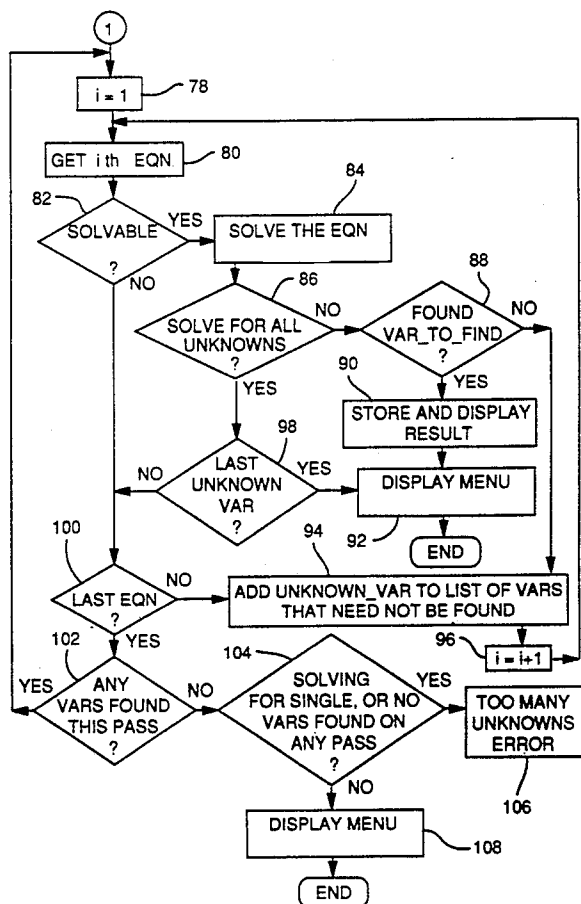 1
i = 1
78
GET i th EQN.
80
82
SOLVABLE
?
YES
NO
84
SOLVE THE EQN
86
SOLVE FOR ALL
UNKNOWNS
?
NO
YES
88
FOUND
VAR_TO_FIND
?
NO
YES
90
STORE AND DISPLAY
RESULT
98
LAST
UNKNOWN
VAR
?
NO
YES
DISPLAY MENU
92
END
100
LAST EQN
?
NO
YES
94
ADD UNKNOWN_VAR TO LIST OF VARS
THAT NEED NOT BE FOUND
96
i = i+1
102
YES
ANY
VARS FOUND
THIS PASS
?
NO
104
SOLVING
FOR SINGLE, OR NO
VARS FOUND ON
ANY PASS
?
YES
NO
TOO MANY
UNKNOWNS
ERROR
106
DISPLAY MENU
108
END